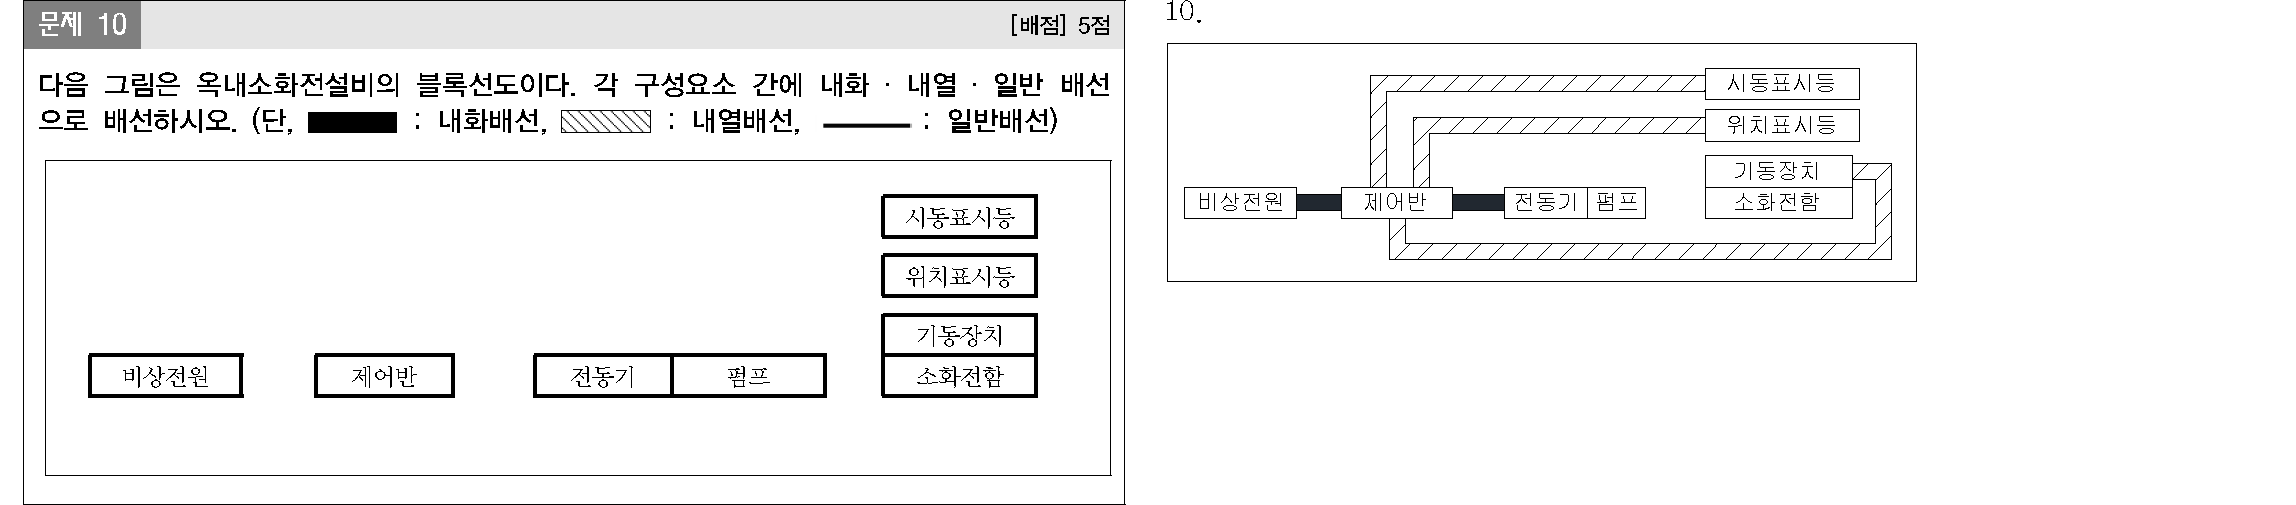 문제 10
[배점] 5점
다음 그림은 옥내소화전설비의 블록선도이다. 각 구성요소 간에 내화 · 내열 · 일반 배선
으로 배선하시오. (단, : 내화배선, : 내열배선, : 일반배선)
시동표시등
위치표시등
기동장치
비상전원 제어반 전동기 펌프 소화전함
10.
시동표시등
위치표시등
기동장치
비상전원 제어반 전동기 펌프 소화전함